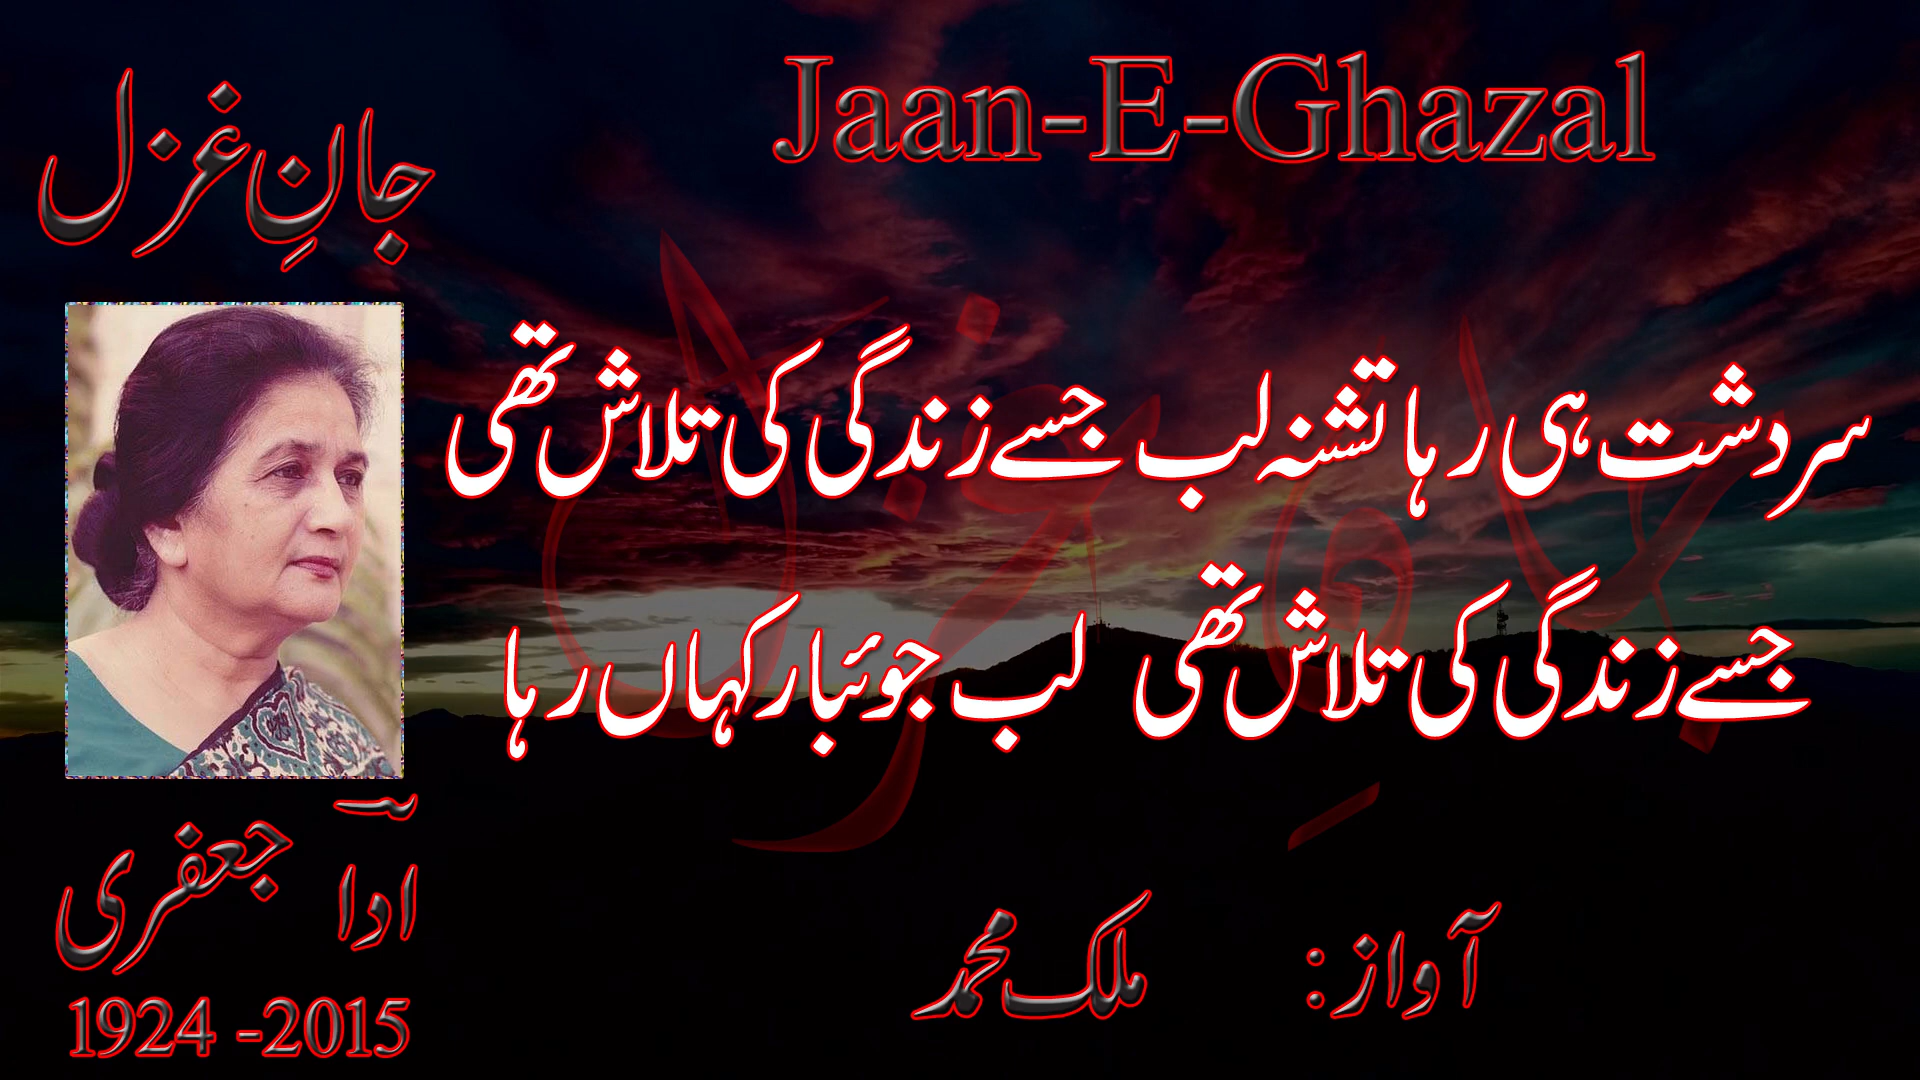 Jaan-E-Ghazal
جانِ غزل
سر دشت ہی رہا تشنہ لب جسے زندگی کی تلاش تھی
جسے زندگی کی تلاش تھی لب جوئبار کہاں رہا
اداؔ جعفری
1924 -2015
آواز: ملک محمد